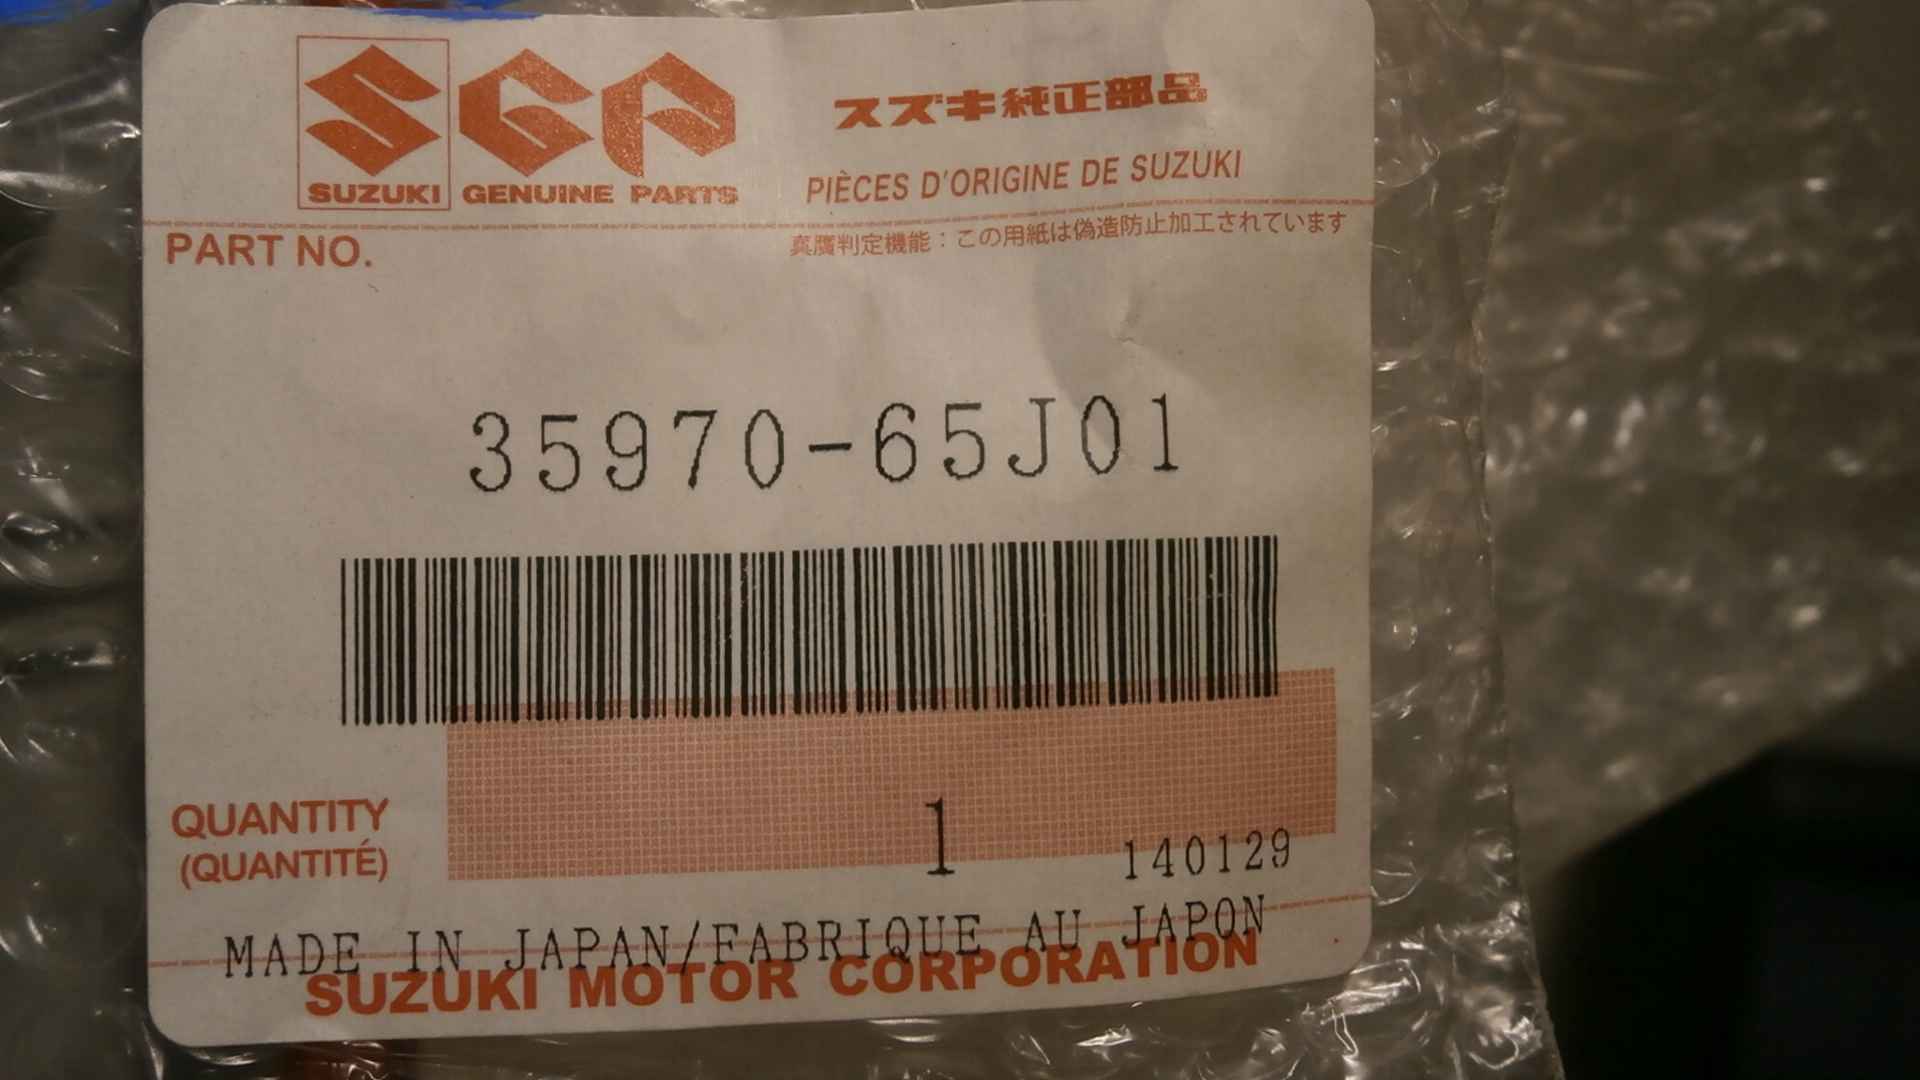 SGP
スズキ純正部品
SUZUKI GENUINE PARTS
PIÈCES D'ORIGINE DE SUZUKI
PART NO.
真贋判定機能：この用紙は偽造防止加工されています
35970-65J01
QUANTITY
(QUANTITÉ)
1
140129
MADE IN JAPAN/FABRIQUE AU JAPON
SUZUKI MOTOR CORPORATION